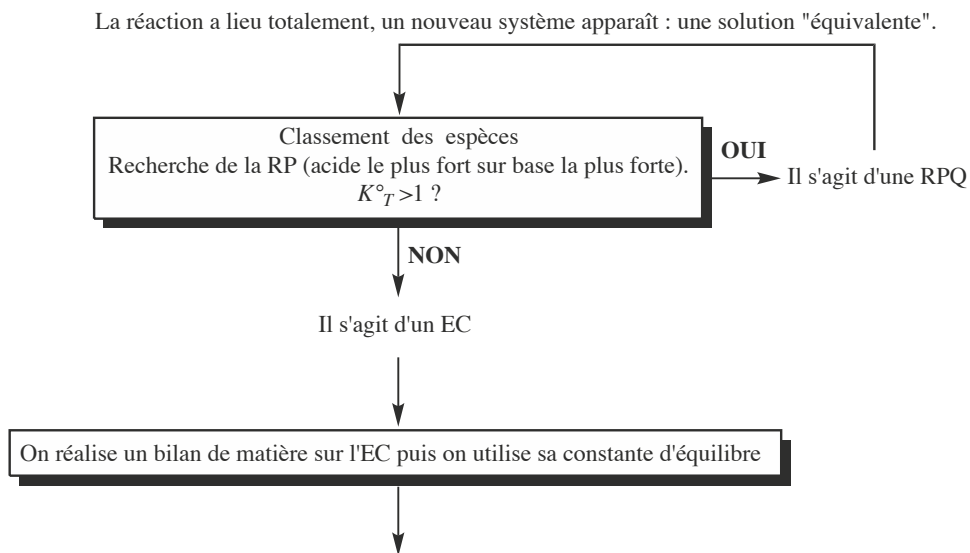 La réaction a lieu totalement, un nouveau système apparaît : une solution "équivalente".
Classement des espèces
Recherche de la RP (acide le plus fort sur base la plus forte).
K°T >1 ?
OUI
Il s'agit d'une RPQ
NON
Il s'agit d'un EC
On réalise un bilan de matière sur l'EC puis on utilise sa constante d'équilibre